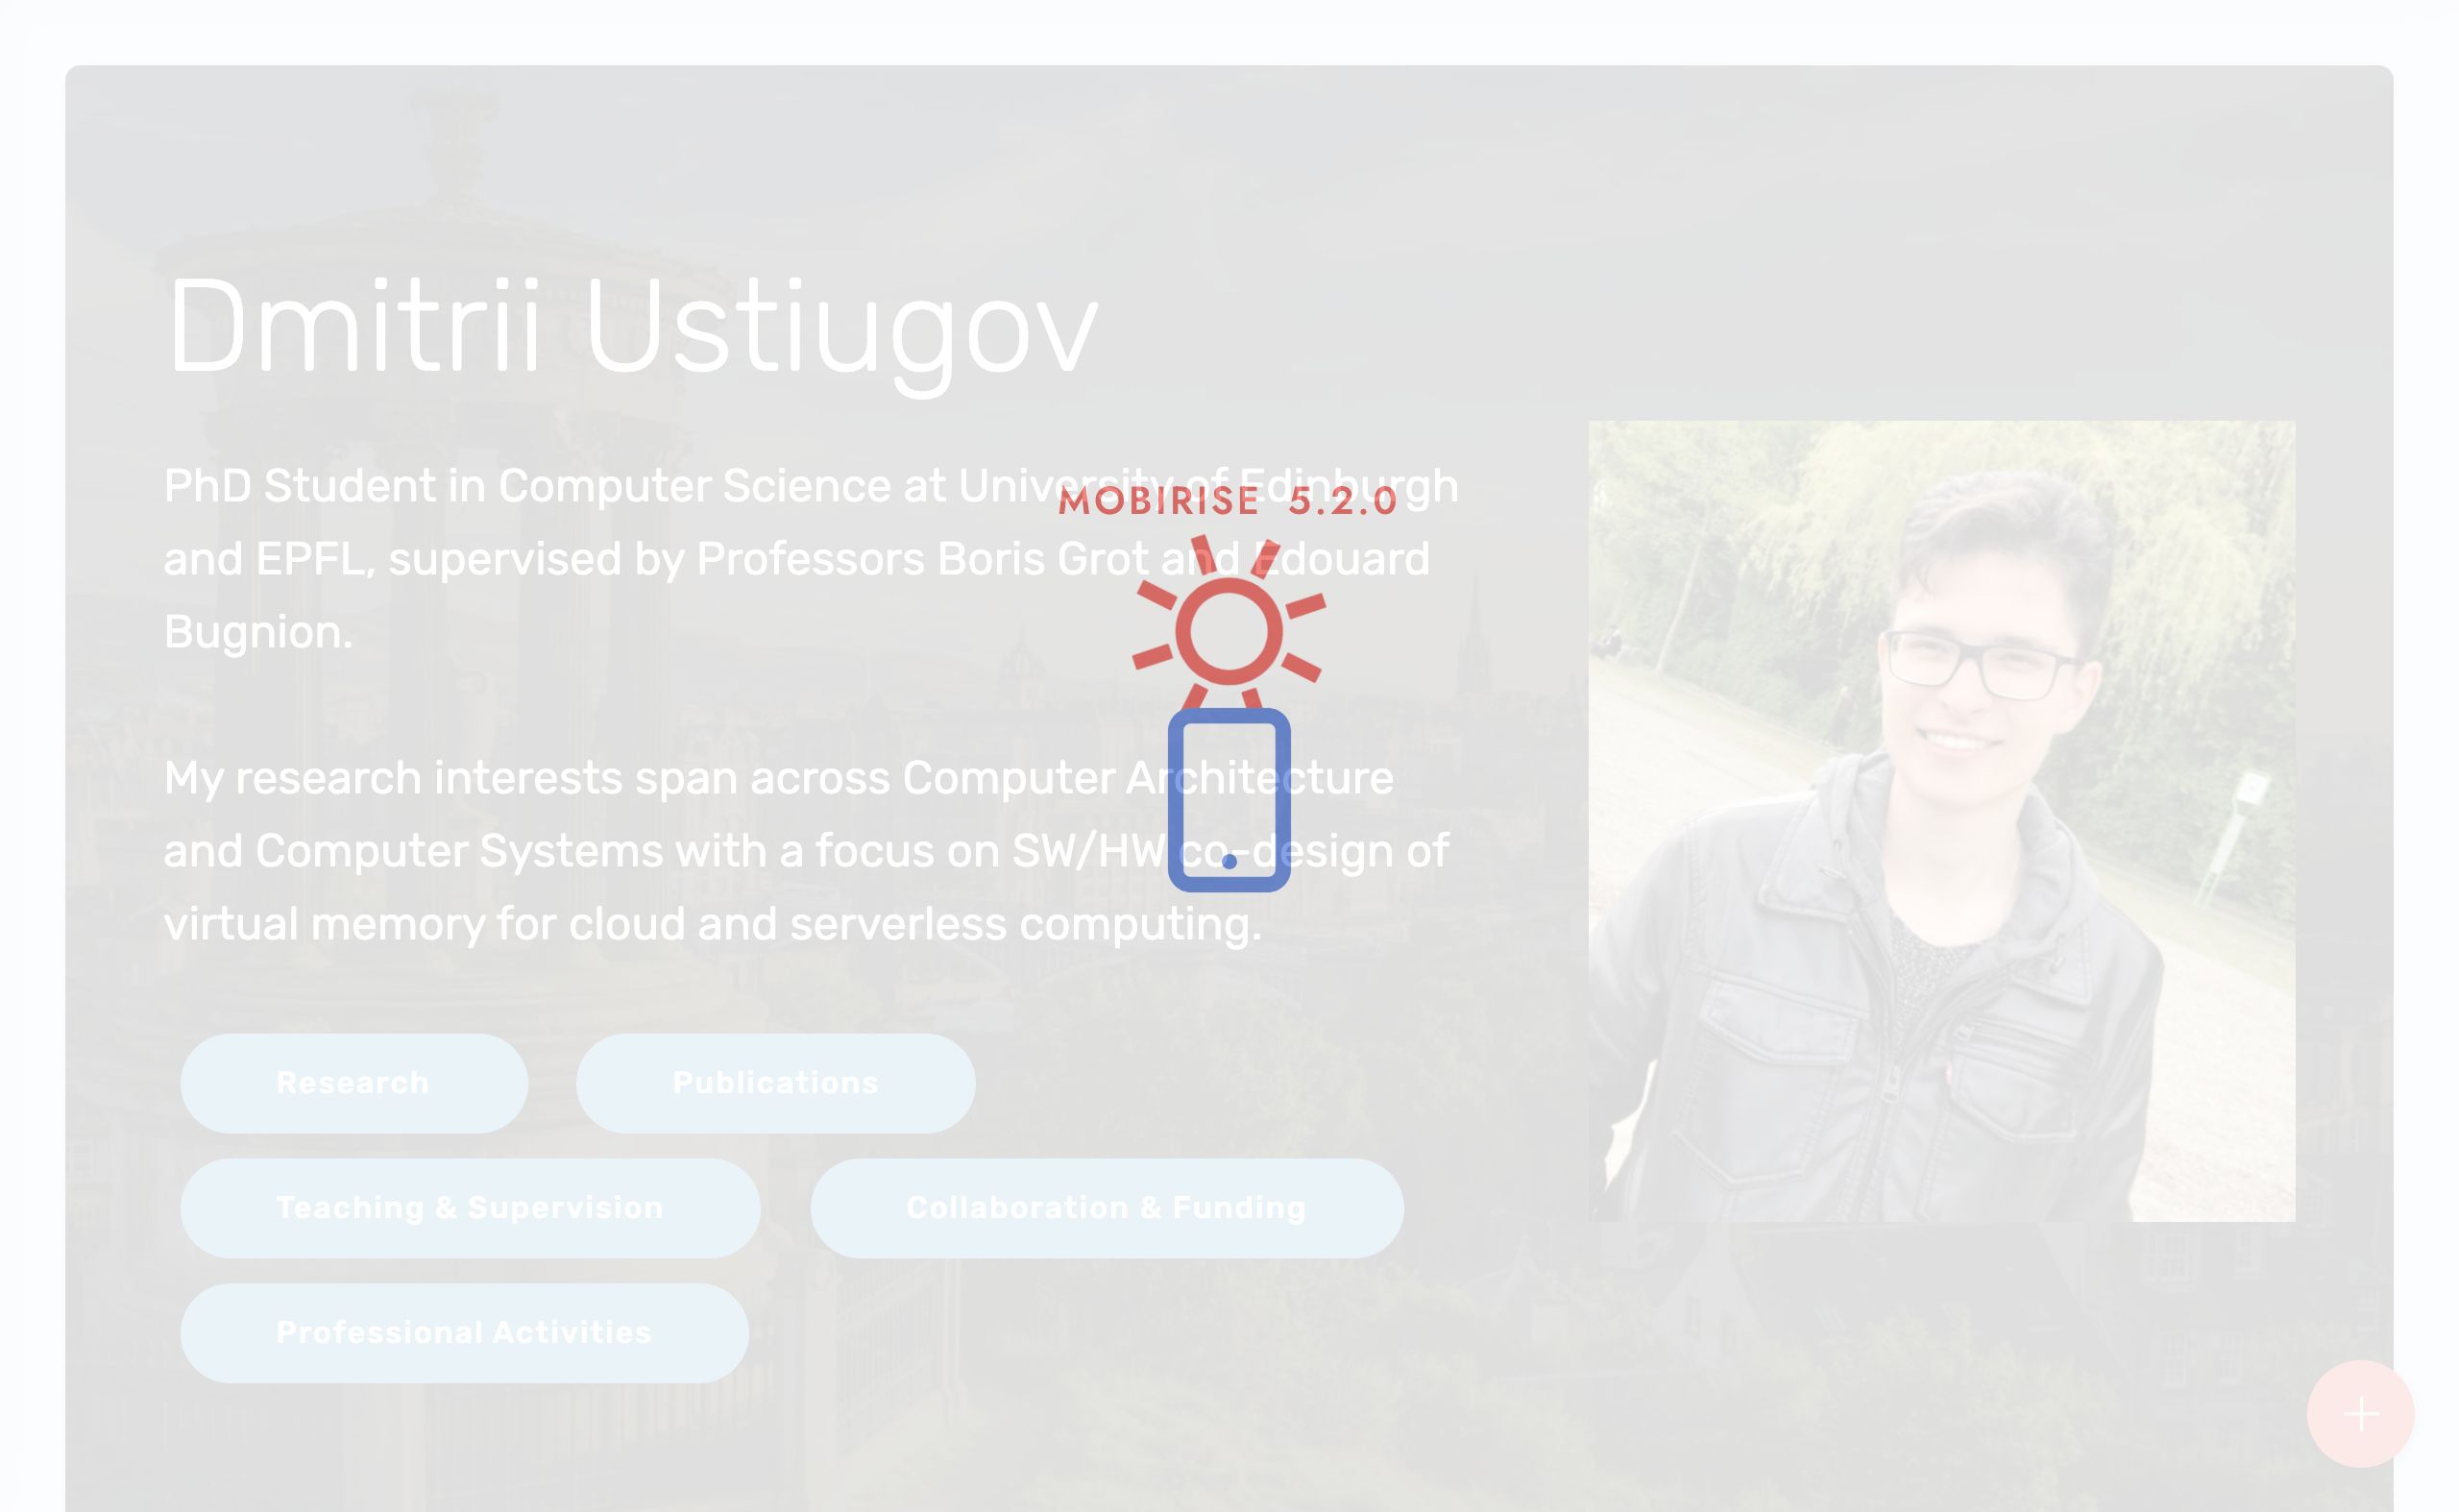 Dmitrii Ustiugov
PhD Student in Computer Science at University of Edinburgh
and EPFL, supervised by Professors Boris Grot and Edouard
Bugnion.
MOBIRISE 5.2.0
My research interests span across Computer Architecture
and Computer Systems with a focus on SW/HW co-design of
virtual memory for cloud and serverless computing.
Research
Publications
Teaching & Supervision
Collaboration & Funding
Professional Activities